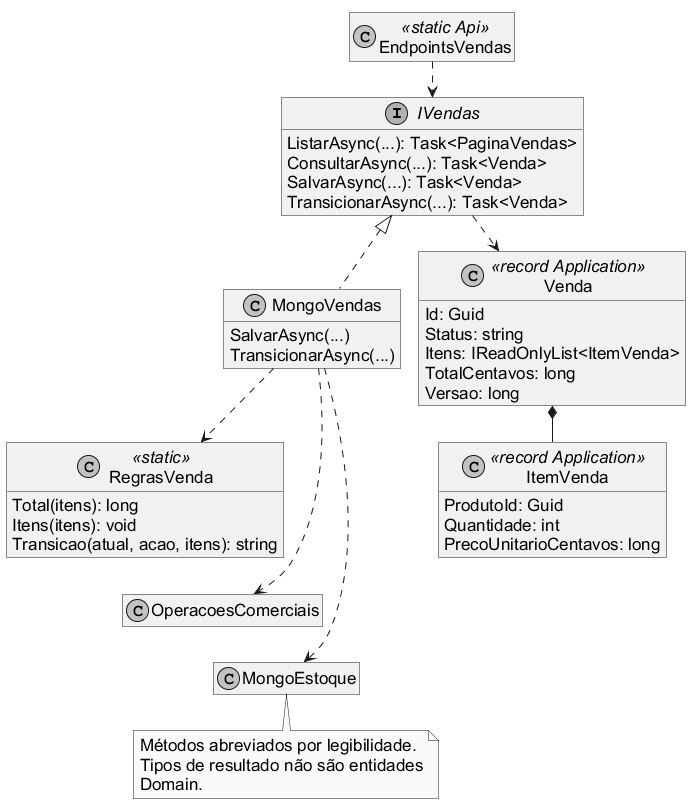 «static Api»
C EndpointsVendas
I IVendas
ListarAsync(...): Task<PaginaVendas>
ConsultarAsync(...): Task<Venda>
SalvarAsync(...): Task<Venda>
TransicionarAsync(...): Task<Venda>
C MongoVendas
SalvarAsync(...)
TransicionarAsync(...)
«record Application»
C Venda
Id: Guid
Status: string
Itens: IReadOnlyList<ItemVenda>
TotalCentavos: long
Versao: long
«static»
C RegrasVenda
Total(itens): long
Itens(itens): void
Transicao(atual, acao, itens): string
«record Application»
C ItemVenda
ProdutoId: Guid
Quantidade: int
PrecoUnitarioCentavos: long
C OperacoesComerciais
C MongoEstoque
Métodos abreviados por legibilidade.
Tipos de resultado não são entidades
Domain.